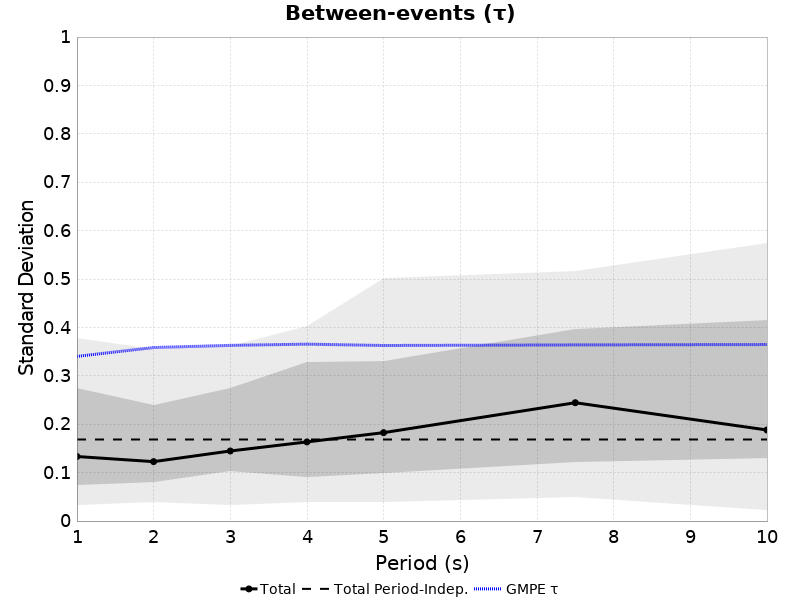 Between-events (τ)
1
0.9
0.8
0.7
0.6
0.5
0.4
0.3
0.2
0.1
0
Standard Deviation
1 2 3 4 5 6 7 8 9 10
Period (s)
Total Total Period-Indep. GMPE τ